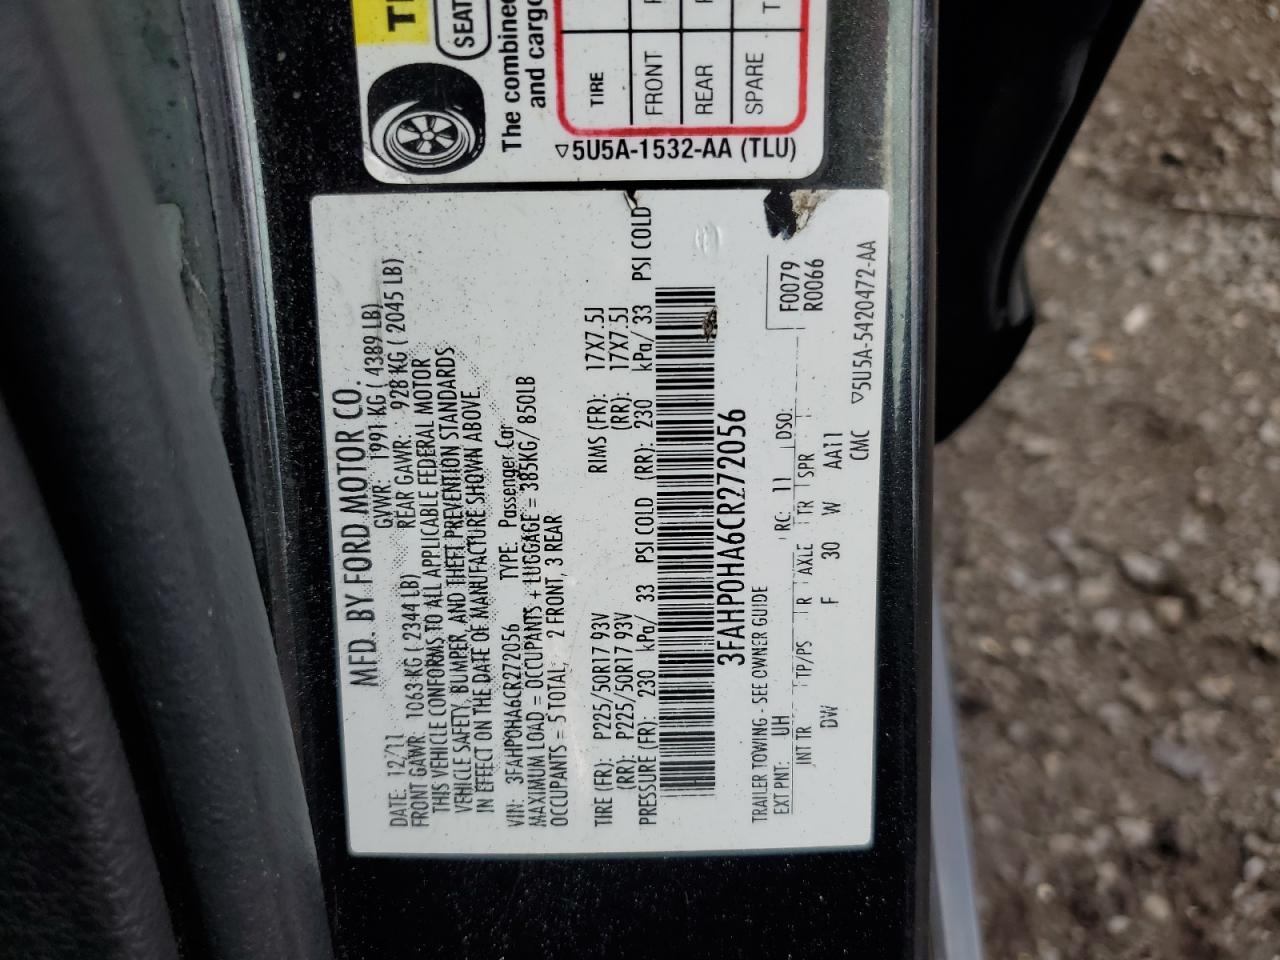 SEAT
The combined
and cargo
TIRE
FRONT
REAR
SPARE
5U5A-1532-AA (TLU)
MFD. BY FORD MOTOR CO.
DATE: 12/11 GVWR: 1991 KG ( 4389 LB)
FRONT GAWR: 1063 KG ( 2344 LB) REAR GAWR: 928 KG ( 2045 LB)
THIS VEHICLE CONFORMS TO ALL APPLICABLE FEDERAL MOTOR
VEHICLE SAFETY, BUMPER, AND THEFT PREVENTION STANDARDS
IN EFFECT ON THE DATE OF MANUFACTURE SHOWN ABOVE.
VIN: 3FAHP0HA6CR272056 TYPE: Passenger Car
MAXIMUM LOAD = OCCUPANTS + LUGGAGE = 385KG/ 850LB
OCCUPANTS = 5 TOTAL, 2 FRONT, 3 REAR
TIRE (FR): P225/50R17 93V RIMS (FR): 17X7.5J
(RR): P225/50R17 93V (RR): 17X7.5J
PRESSURE (FR): 230 kPa/ 33 PSI COLD (RR): 230 kPa/ 33 PSI COLD
3FAHP0HA6CR272056
TRAILER TOWING - SEE OWNER GUIDE
EXT PNT: UH RC: 11 DSO: F0079
R0066
INT TR TP/PS R AXLE TR SPR
DW F 30 W AA11
CMC
5U5A-5420472-AA